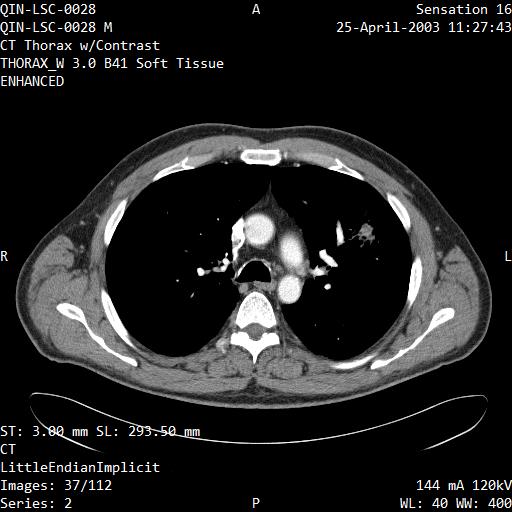 QIN-LSC-0028
A
Sensation 16
QIN-LSC-0028 M
25-April-2003 11:27:43
CT Thorax w/Contrast
THORAX_W 3.0 B41 Soft Tissue
ENHANCED
R
L
ST: 3.00 mm SL: 293.50 mm
CT
LittleEndianImplicit
Images: 37/112
144 mA 120kV
Series: 2
P
WL: 40 WW: 400